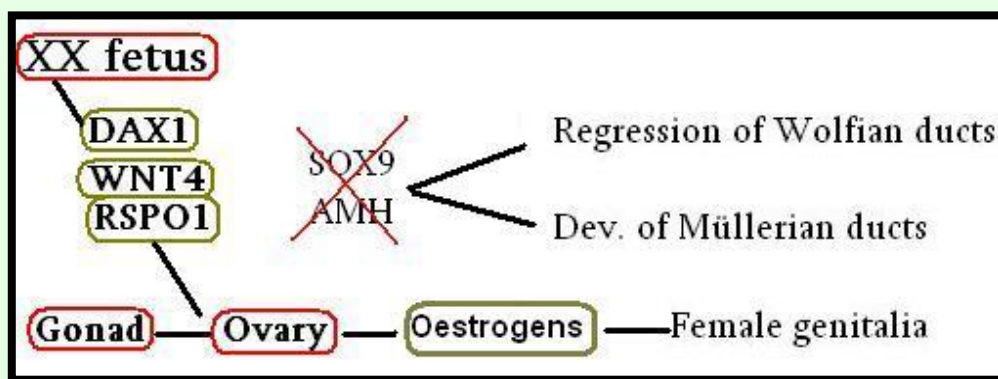 XX fetus
DAX1
WNT4
RSPO1
SOX9
AMH
Regression of Wolfian ducts
Dev. of Müllerian ducts
Gonad
Ovary
Oestrogens
Female genitalia